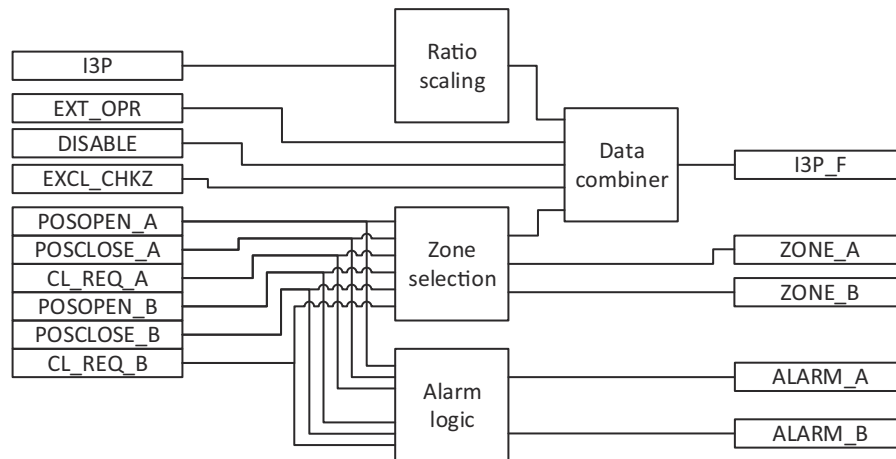 Ratio
scaling
I3P
EXT_OPR
DISABLE
EXCL_CHKZ
Data
combiner
I3P_F
POSOPEN_A
POSCLOSE_A
CL_REQ_A
POSOPEN_B
POSCLOSE_B
CL_REQ_B
Zone
selection
ZONE_A
ZONE_B
Alarm
logic
ALARM_A
ALARM_B